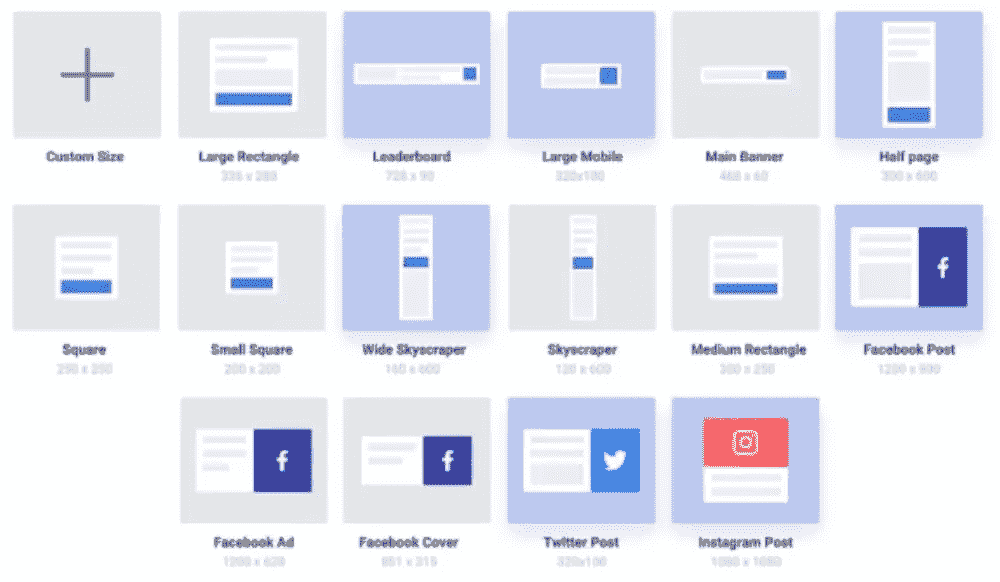 Custom Size
Large Rectangle
Leaderboard
Large Mobile
Main Banner
Half page
336 x 280
728 x 90
320x100
468 x 60
300 x 600
Square
Small Square
Wide Skyscraper
Skyscraper
Medium Rectangle
Facebook Post
250 x 250
200 x 200
160 x 600
120 x 600
300 x 250
1200 x 900
Facebook Ad
Facebook Cover
Twitter Post
Instagram Post
851 x 315
320x100
1080 x 1080